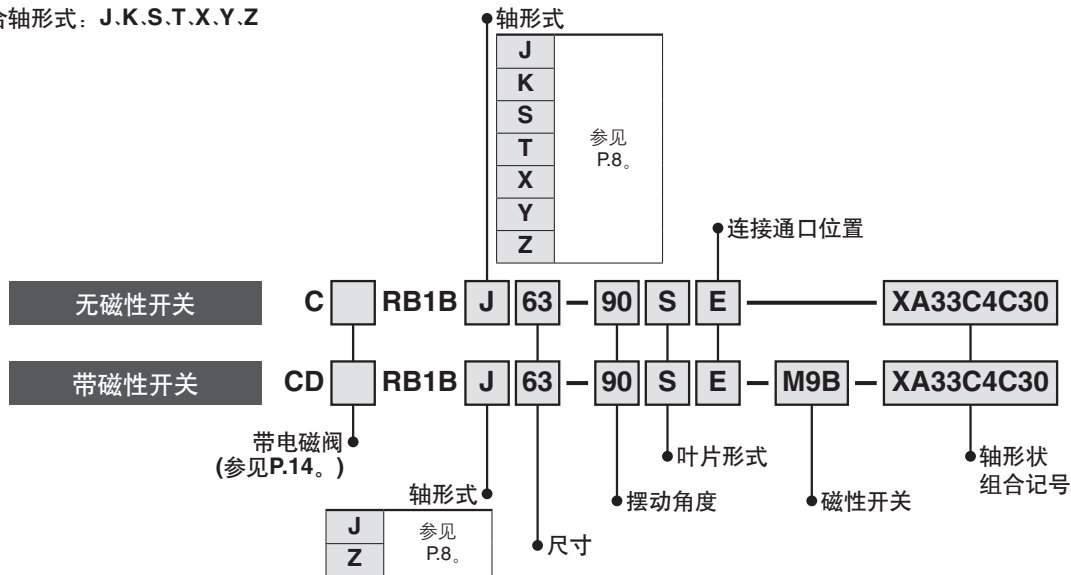 合轴形式：J、K、S、T、X、Y、Z
轴形式
J
K
S
T
X
Y
Z
参见
P.8。
连接通口位置
无磁性开关
C RB1B J 63 － 90 S E XA33C4C30
带磁性开关
CD RB1B J 63 － 90 S E － M9B － XA33C4C30
带电磁阀
(参见P.14。)
叶片形式
轴形状
组合记号
轴形式
摆动角度
磁性开关
J
Z
参见
P.8。
尺寸